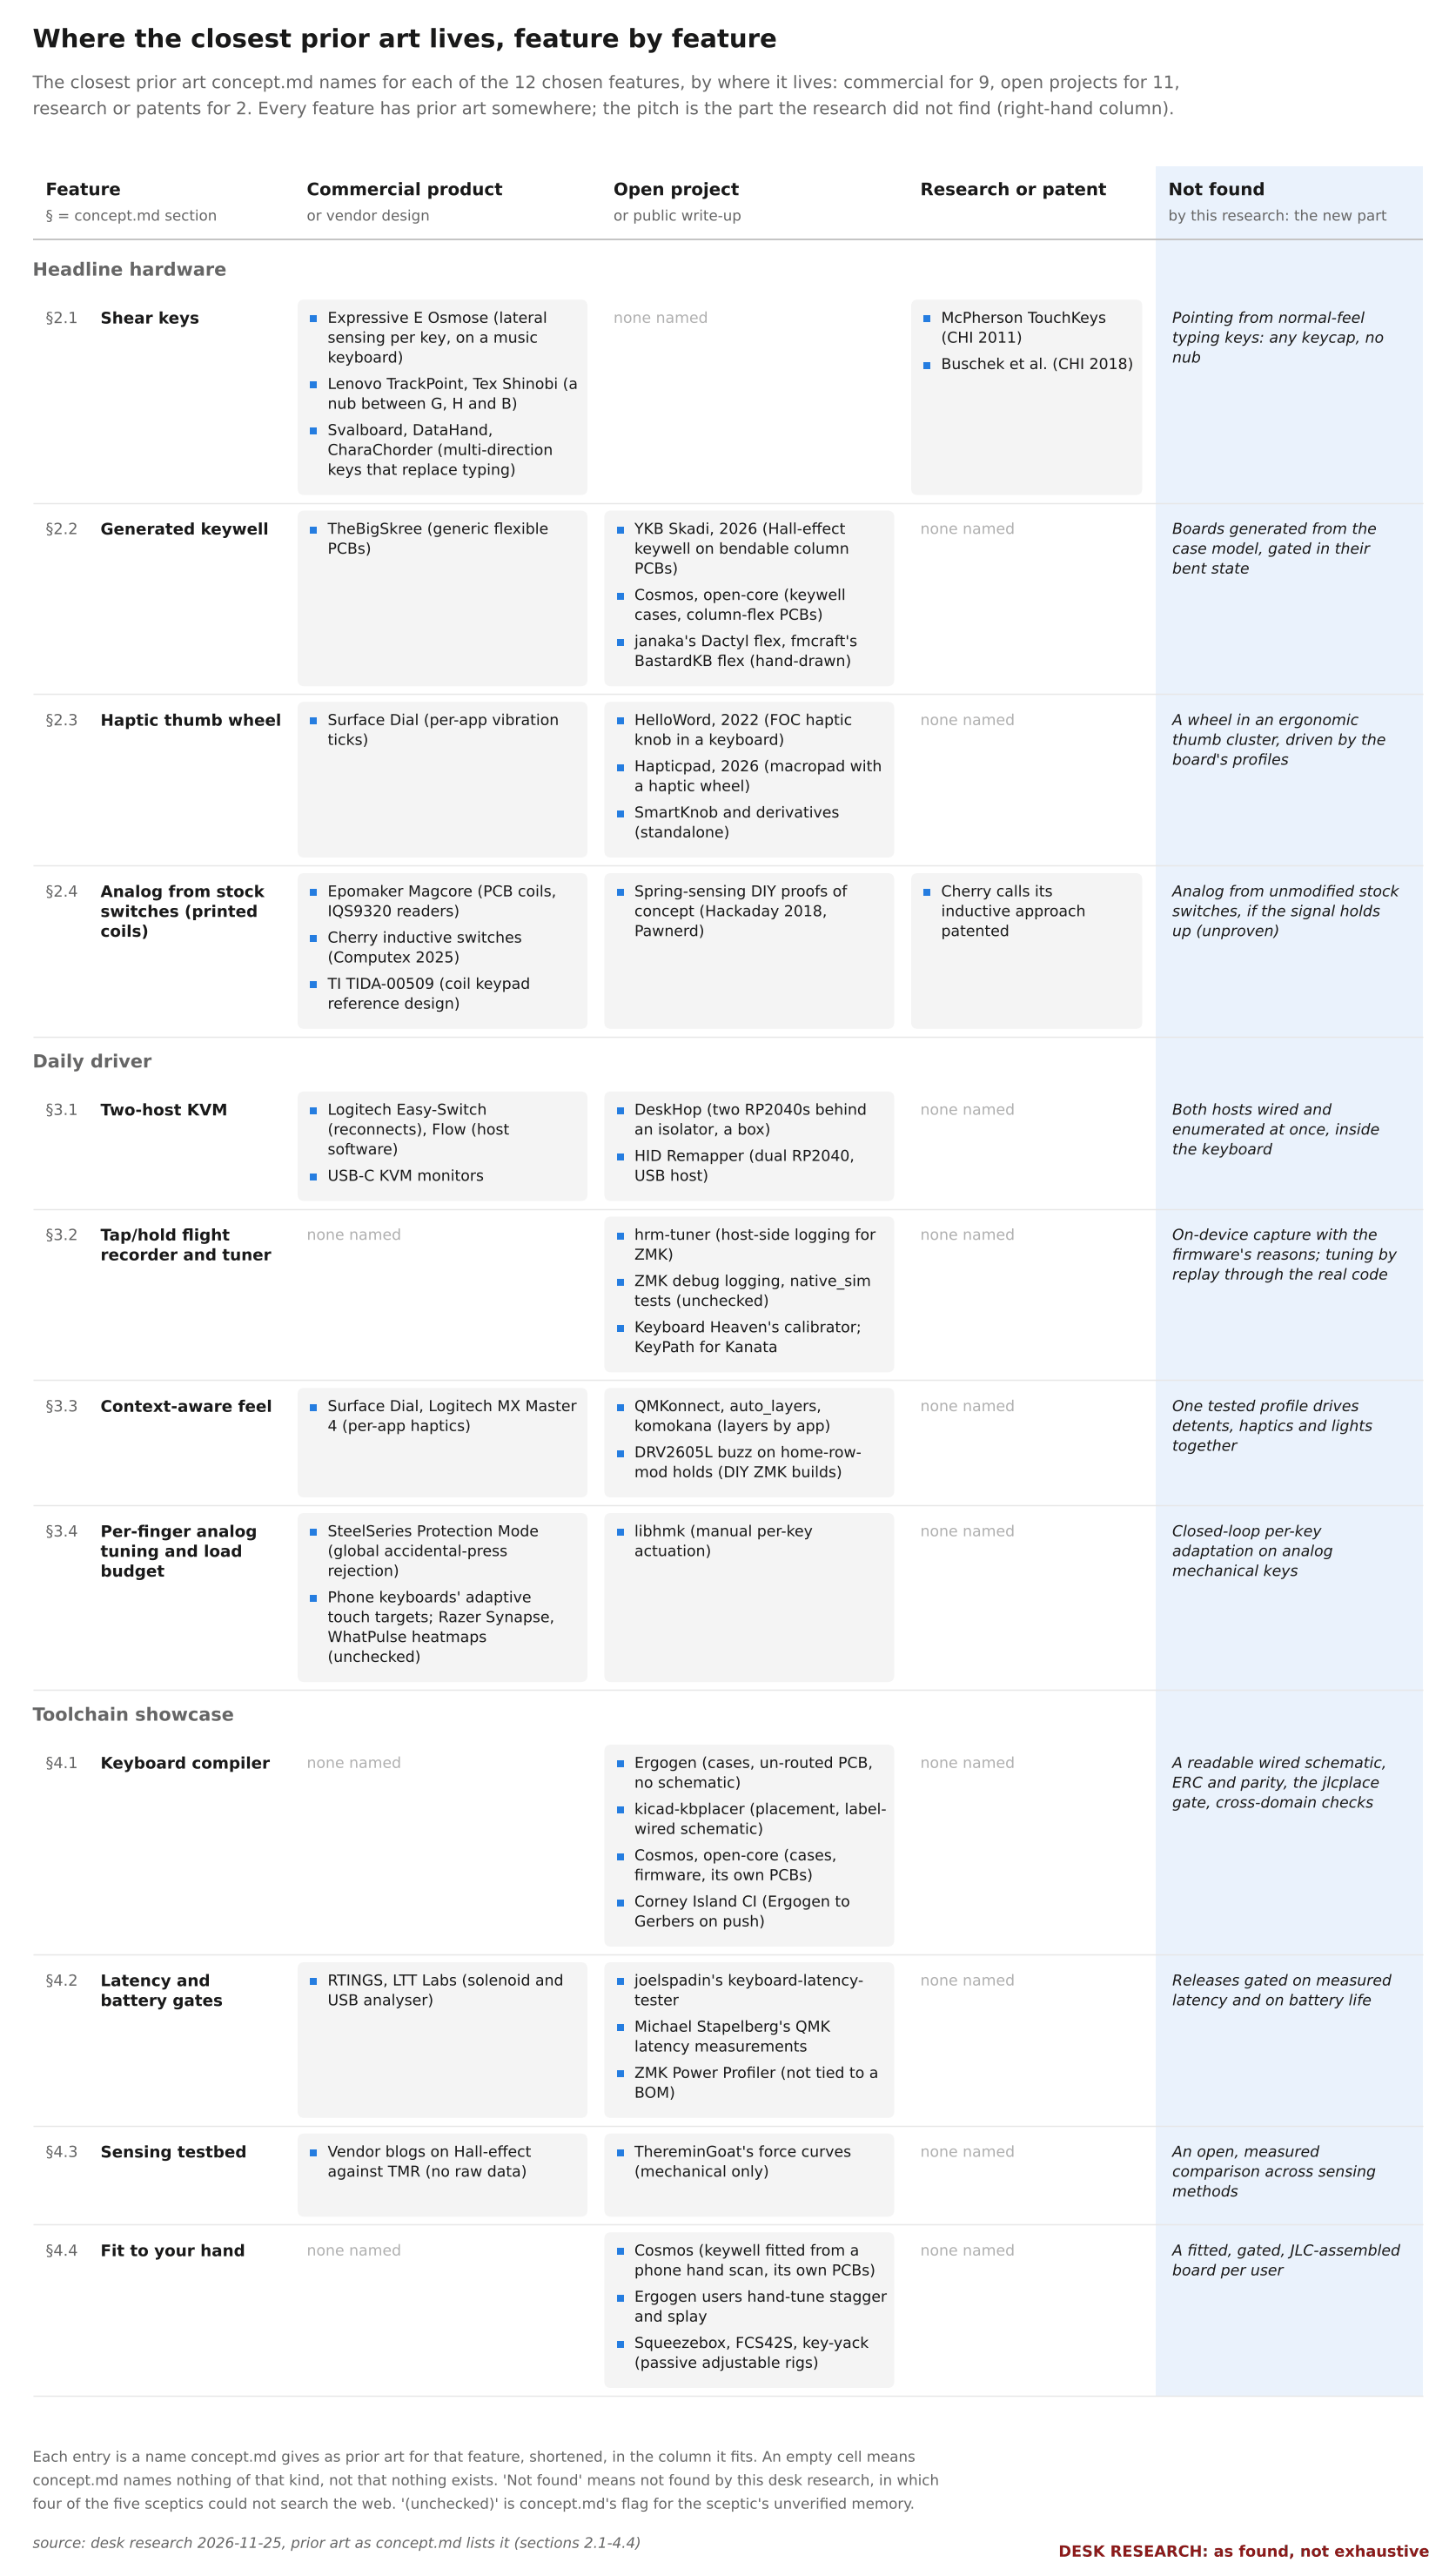 Where the closest prior art lives, feature by feature
The closest prior art concept.md names for each of the 12 chosen features, by where it lives: commercial for 9, open projects for 11,
research or patents for 2. Every feature has prior art somewhere; the pitch is the part the research did not find (right-hand column).
Feature
§ = concept.md section
Commercial product
or vendor design
Open project
or public write-up
Research or patent
Not found
by this research: the new part
Headline hardware
§2.1
Shear keys
Expressive E Osmose (lateral
sensing per key, on a music
keyboard)
Lenovo TrackPoint, Tex Shinobi (a
nub between G, H and B)
Svalboard, DataHand,
CharaChorder (multi-direction
keys that replace typing)
none named
McPherson TouchKeys
(CHI 2011)
Buschek et al. (CHI 2018)
Pointing from normal-feel
typing keys: any keycap, no
nub
§2.2
Generated keywell
TheBigSkree (generic flexible
PCBs)
YKB Skadi, 2026 (Hall-effect
keywell on bendable column
PCBs)
Cosmos, open-core (keywell
cases, column-flex PCBs)
janaka's Dactyl flex, fmcraft's
BastardKB flex (hand-drawn)
none named
Boards generated from the
case model, gated in their
bent state
§2.3
Haptic thumb wheel
Surface Dial (per-app vibration
ticks)
HelloWord, 2022 (FOC haptic
knob in a keyboard)
Hapticpad, 2026 (macropad with
a haptic wheel)
SmartKnob and derivatives
(standalone)
none named
A wheel in an ergonomic
thumb cluster, driven by the
board's profiles
§2.4
Analog from stock
switches (printed
coils)
Epomaker Magcore (PCB coils,
IQS9320 readers)
Cherry inductive switches
(Computex 2025)
TI TIDA-00509 (coil keypad
reference design)
Spring-sensing DIY proofs of
concept (Hackaday 2018,
Pawnerd)
Cherry calls its
inductive approach
patented
Analog from unmodified stock
switches, if the signal holds
up (unproven)
Daily driver
§3.1
Two-host KVM
Logitech Easy-Switch
(reconnects), Flow (host
software)
USB-C KVM monitors
DeskHop (two RP2040s behind
an isolator, a box)
HID Remapper (dual RP2040,
USB host)
none named
Both hosts wired and
enumerated at once, inside
the keyboard
§3.2
Tap/hold flight
recorder and tuner
none named
hrm-tuner (host-side logging for
ZMK)
ZMK debug logging, native_sim
tests (unchecked)
Keyboard Heaven's calibrator;
KeyPath for Kanata
none named
On-device capture with the
firmware's reasons; tuning by
replay through the real code
§3.3
Context-aware feel
Surface Dial, Logitech MX Master
4 (per-app haptics)
QMKonnect, auto_layers,
komokana (layers by app)
DRV2605L buzz on home-row-
mod holds (DIY ZMK builds)
none named
One tested profile drives
detents, haptics and lights
together
§3.4
Per-finger analog
tuning and load
budget
SteelSeries Protection Mode
(global accidental-press
rejection)
Phone keyboards' adaptive
touch targets; Razer Synapse,
WhatPulse heatmaps
(unchecked)
libhmk (manual per-key
actuation)
none named
Closed-loop per-key
adaptation on analog
mechanical keys
Toolchain showcase
§4.1
Keyboard compiler
none named
Ergogen (cases, un-routed PCB,
no schematic)
kicad-kbplacer (placement, label-
wired schematic)
Cosmos, open-core (cases,
firmware, its own PCBs)
Corney Island CI (Ergogen to
Gerbers on push)
none named
A readable wired schematic,
ERC and parity, the jlcplace
gate, cross-domain checks
§4.2
Latency and
battery gates
RTINGS, LTT Labs (solenoid and
USB analyser)
joelspadin's keyboard-latency-
tester
Michael Stapelberg's QMK
latency measurements
ZMK Power Profiler (not tied to a
BOM)
none named
Releases gated on measured
latency and on battery life
§4.3
Sensing testbed
Vendor blogs on Hall-effect
against TMR (no raw data)
ThereminGoat's force curves
(mechanical only)
none named
An open, measured
comparison across sensing
methods
§4.4
Fit to your hand
none named
Cosmos (keywell fitted from a
phone hand scan, its own PCBs)
Ergogen users hand-tune stagger
and splay
Squeezebox, FCS42S, key-yack
(passive adjustable rigs)
none named
A fitted, gated, JLC-assembled
board per user
Each entry is a name concept.md gives as prior art for that feature, shortened, in the column it fits. An empty cell means
concept.md names nothing of that kind, not that nothing exists. 'Not found' means not found by this desk research, in which
four of the five sceptics could not search the web. '(unchecked)' is concept.md's flag for the sceptic's unverified memory.
source: desk research 2026-11-25, prior art as concept.md lists it (sections 2.1-4.4)
DESK RESEARCH: as found, not exhaustive